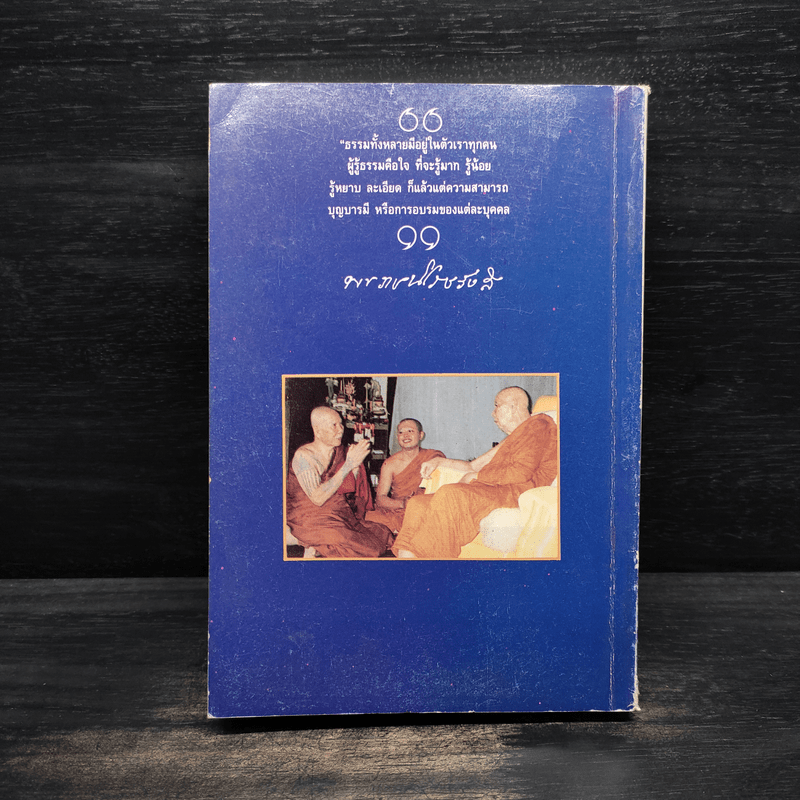 "ธรรมทั้งหลายมีอยู่ในตัวเราทุกคน
ผู้รู้ธรรมคือใจ ที่จะรู้มาก รู้น้อย
รู้หยาบ ละเอียด ก็แล้วแต่ความสามารถ
บุญบารมี หรือการอบรมของแต่ละบุคคล